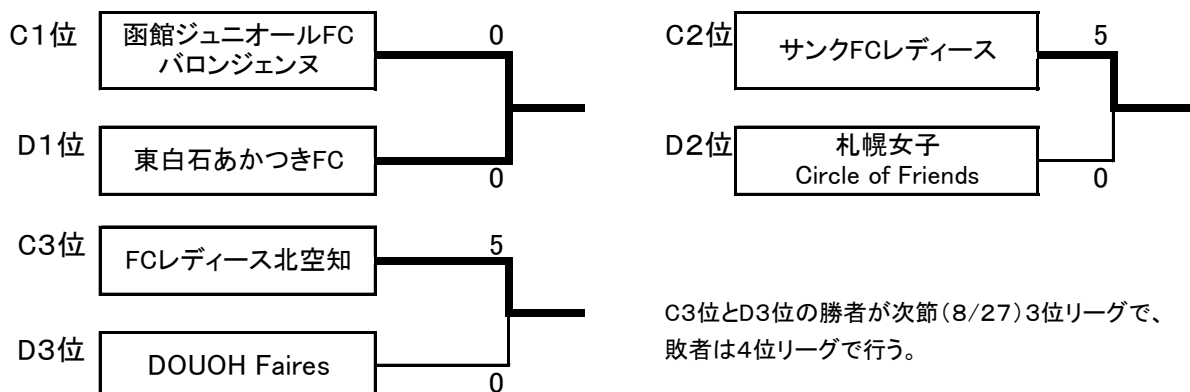 C1位
函館ジュニオールFC
バロンジェンヌ
0
D1位
東白石あかつきFC
0
C2位
サンクFCレディース
5
D2位
札幌女子
Circle of Friends
0
C3位
FCレディース北空知
5
D3位
DOUOH Faires
0
C3位とD3位の勝者が次節(8/27)3位リーグで、
敗者は4位リーグで行う。